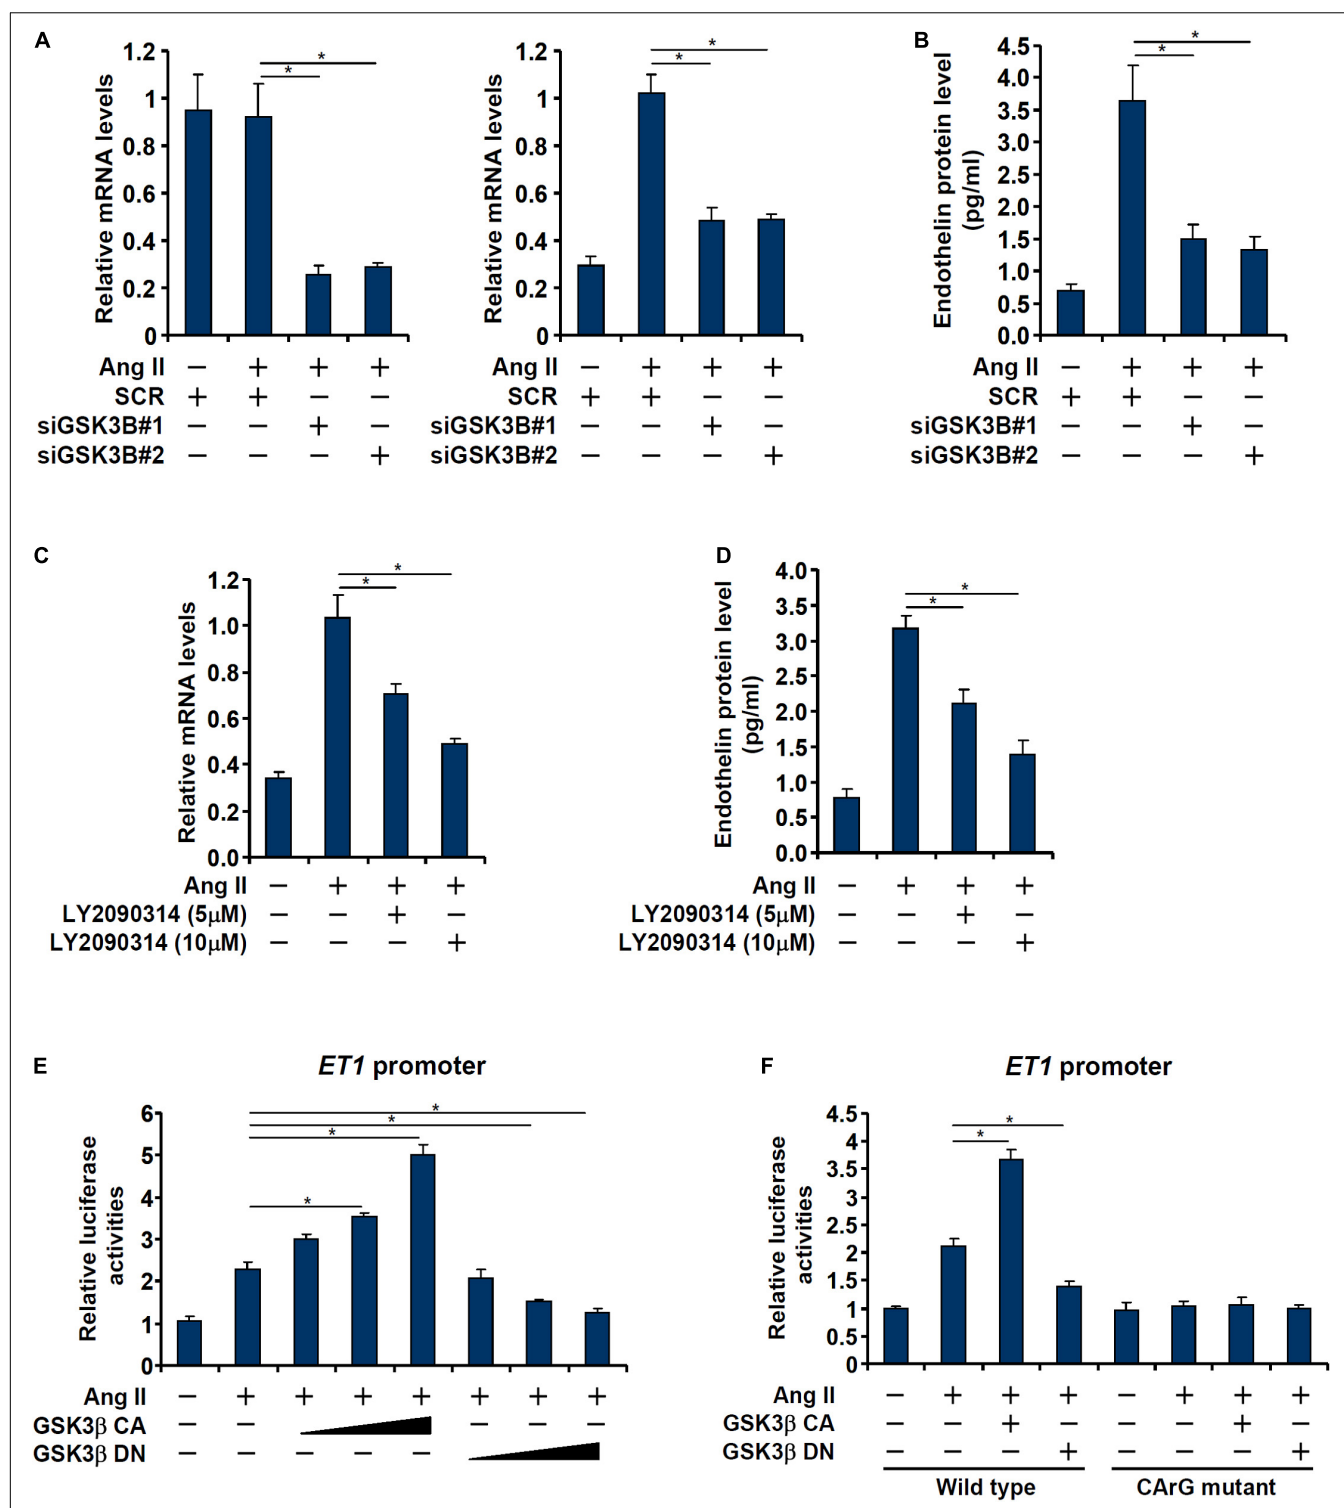 A
Relative mRNA levels
1.2
1
0.8
0.6
0.4
0.2
0
* *
Ang II − + + +
SCR + + − −
siGSK3B#1 − − + −
siGSK3B#2 − − − +
Relative mRNA levels
1.2
1
0.8
0.6
0.4
0.2
0
* *
Ang II − + + +
SCR + + − −
siGSK3B#1 − − + −
siGSK3B#2 − − − +
B
Endothelin protein level
(pg/ml)
4.5
4.0
3.5
3.0
2.5
2.0
1.5
1.0
0.5
0.0
* *
Ang II − + + +
SCR + + − −
siGSK3B#1 − − + −
siGSK3B#2 − − − +
C
Relative mRNA levels
1.2
1.0
0.8
0.6
0.4
0.2
0.0
* *
Ang II − + + +
LY2090314 (5μM) − − + −
LY2090314 (10μM) − − − +
D
Endothelin protein level
(pg/ml)
4.0
3.5
3.0
2.5
2.0
1.5
1.0
0.5
0.0
* *
Ang II − + + +
LY2090314 (5μM) − − + −
LY2090314 (10μM) − − − +
E
ET1 promoter
Relative luciferase
activities
6
5
4
3
2
1
0
* * * *
Ang II − + + + + + + +
GSK3β CA − − − − −
GSK3β DN − − − − −
F
ET1 promoter
Relative luciferase
activities
4.5
4
3.5
3
2.5
2
1.5
1
0.5
0
* *
Ang II − + + + − + + +
GSK3β CA − − + − − − + −
GSK3β DN − − − + − − − +
Wild type CArG mutant